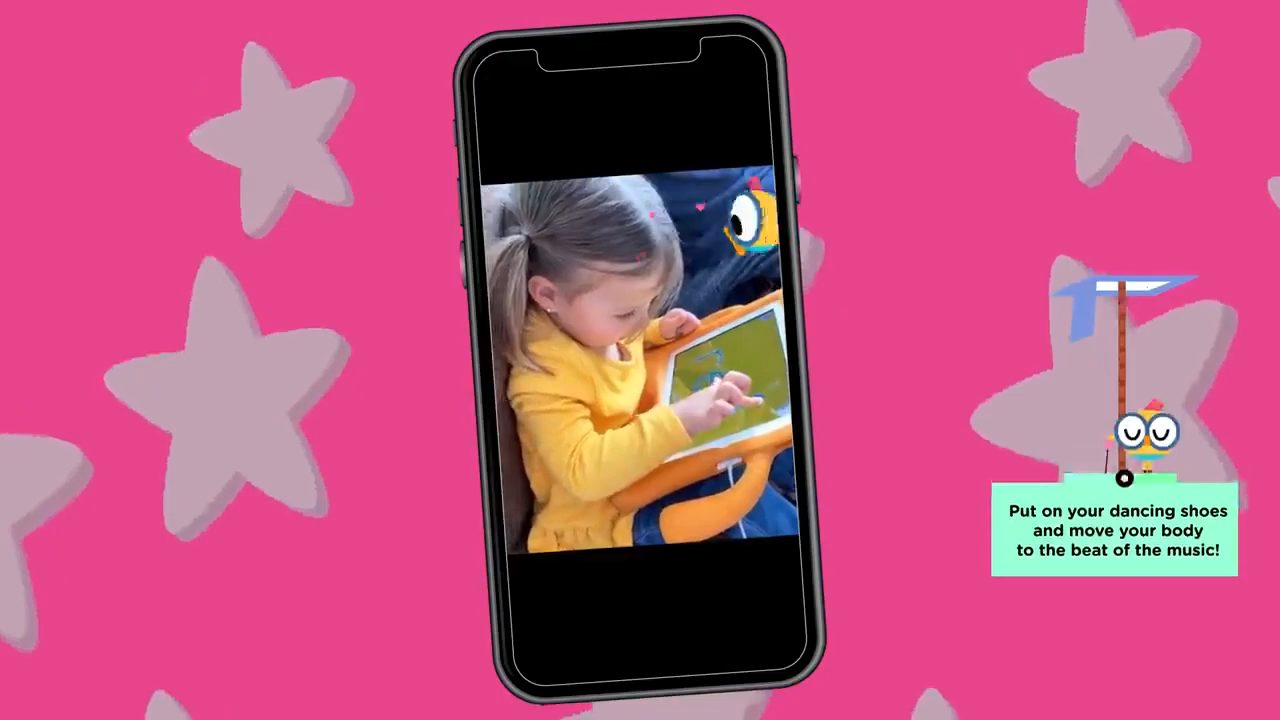 Put on your dancing shoes
and move your body
to the beat of the music!